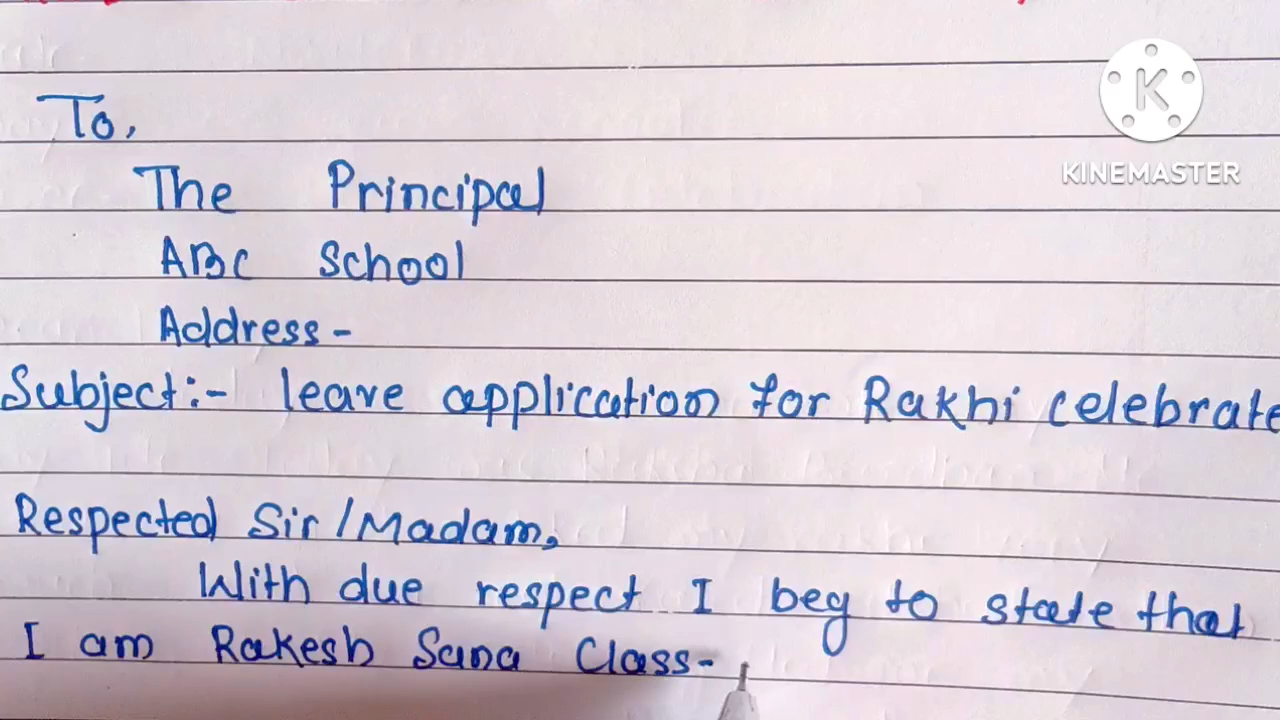 To,
The Principal
ABC School
Address -
Subject:- leave application for Rakhi celebrate
Respected Sir/Madam,
With due respect I beg to state that
I am Rakesh Sana Class-
KINEMASTER